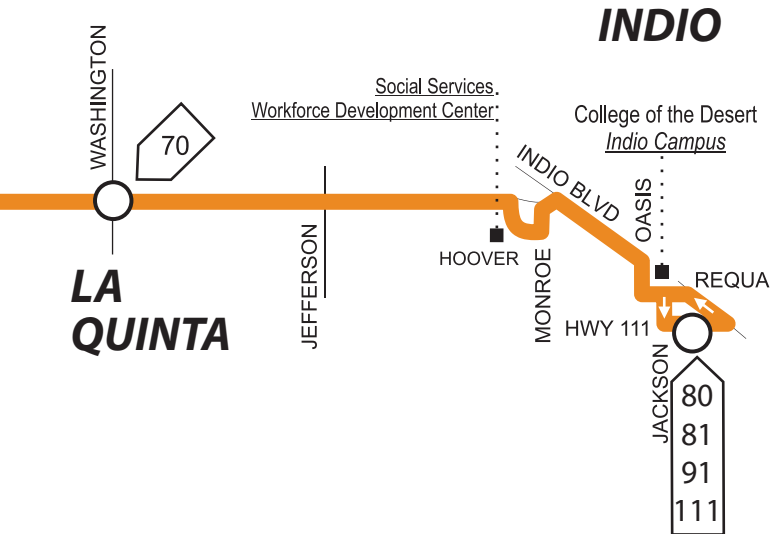 INDIO
WASHINGTON
70
Social Services
Workforce Development Center
College of the Desert
Indio Campus
INDIO BLVD
OASIS
HOOVER
MONROE
JEFFERSON
REQUA
LA
QUINTA
HWY 111
JACKSON
80
81
91
111